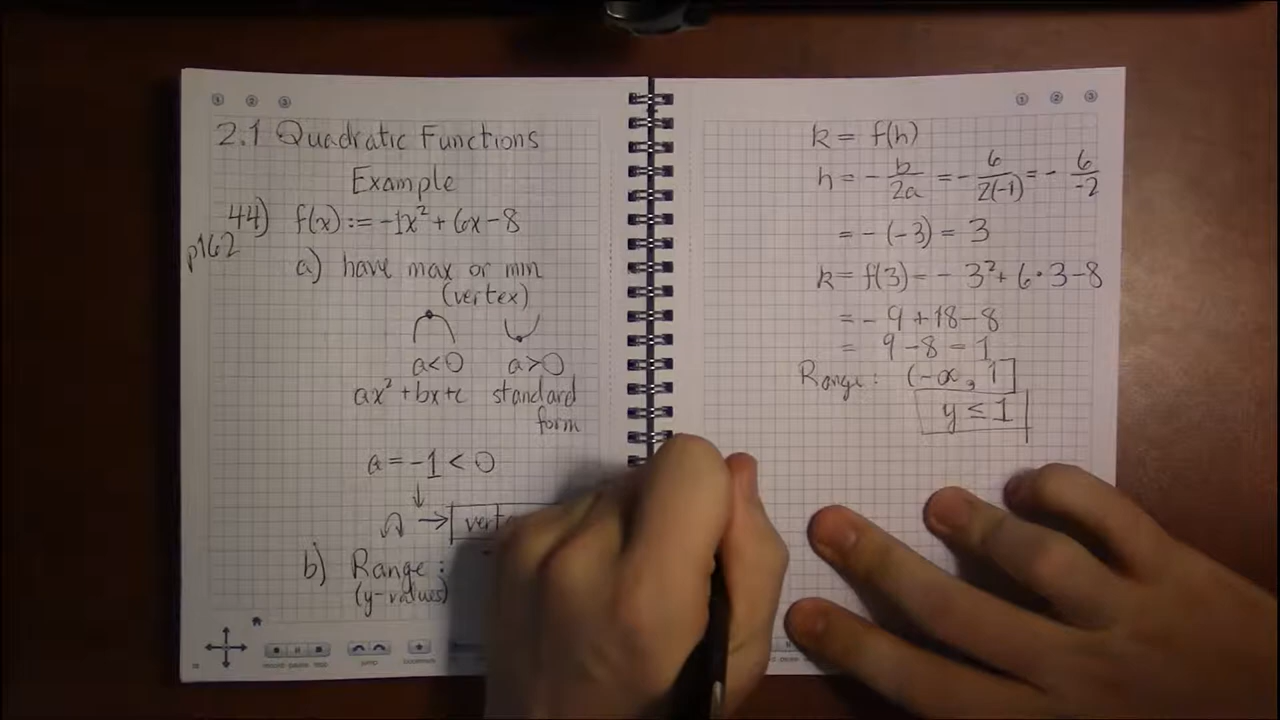 2.1 Quadratic Functions
Example
44) f(x) := -1x² + 6x - 8
p162
a) have max or min
(vertex)
a<0 a>0
ax² + bx + c standard
form
a = -1 < 0
↓
→
b) Range :
(y-values)
k = f(h)
h = - b/2a = - 6/2(-1) = - 6/-2
= - (-3) = 3
k = f(3) = - 3² + 6 · 3 - 8
= - 9 + 18 - 8
= 9 - 8 = 1
Range : (-∞, 1]
y ≤ 1